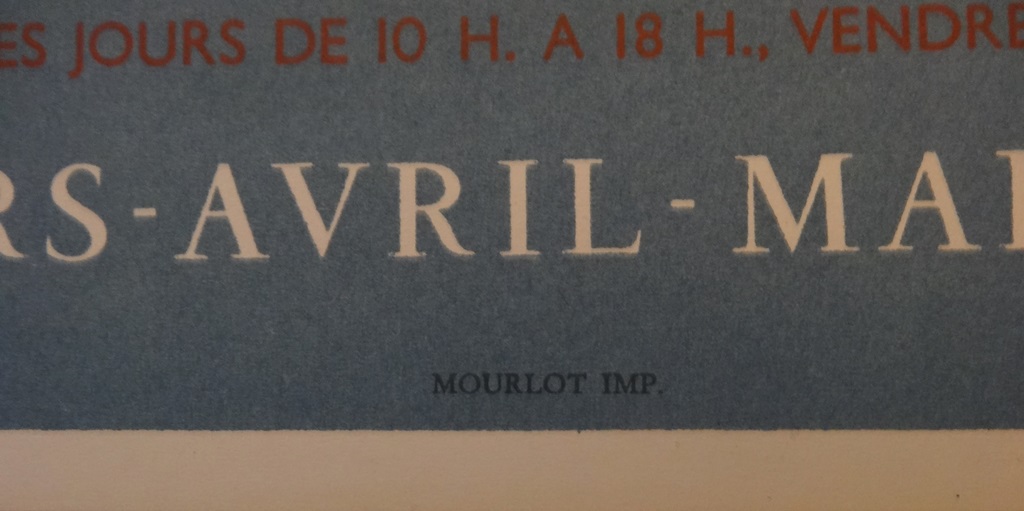 ES JOURS DE 10 H. A 18 H., VENDRE
RS-AVRIL-MAI
MOURLOT IMP.